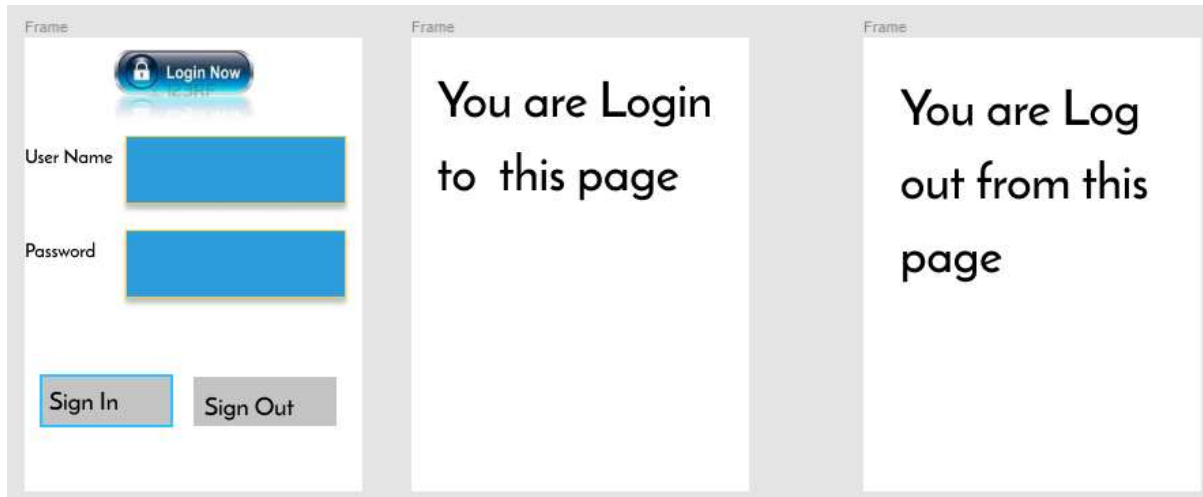 Frame
Login Now
123RF
User Name
Password
Sign In
Sign Out
Frame
You are Login
to this page
Frame
You are Log
out from this
page